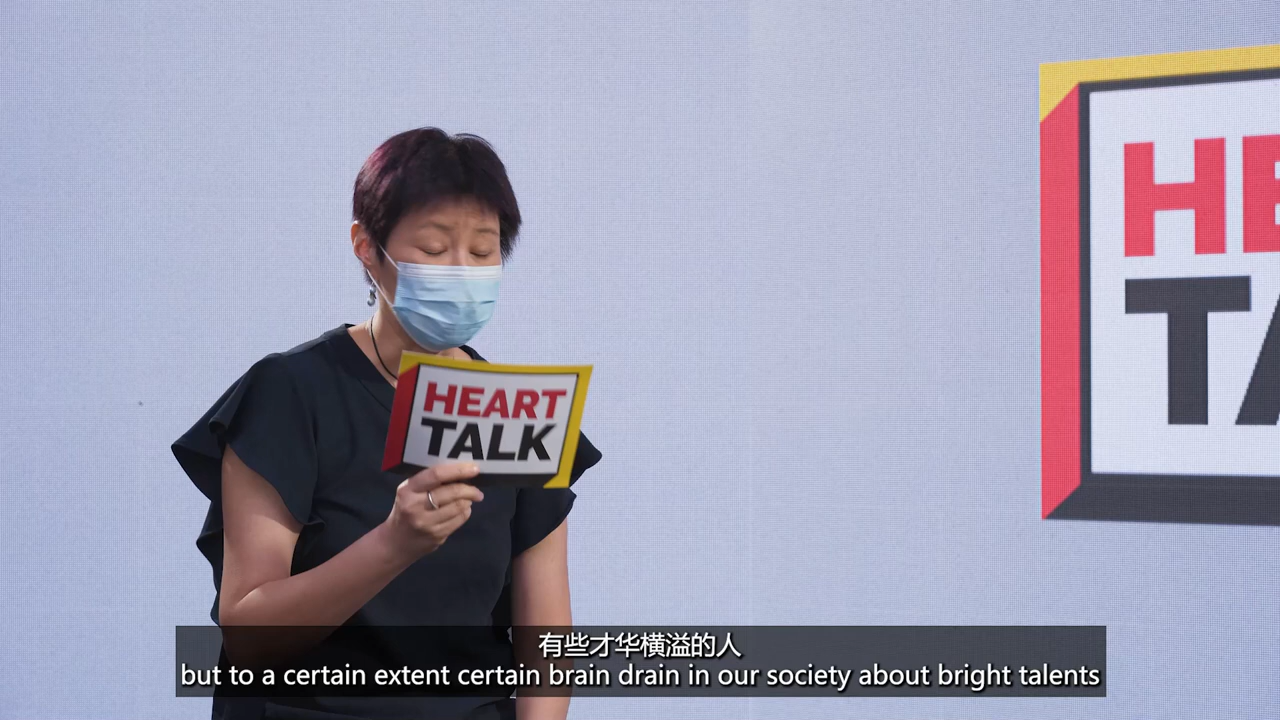 HEART
TALK
HE
TA
有些才华横溢的人
but to a certain extent certain brain drain in our society about bright talents